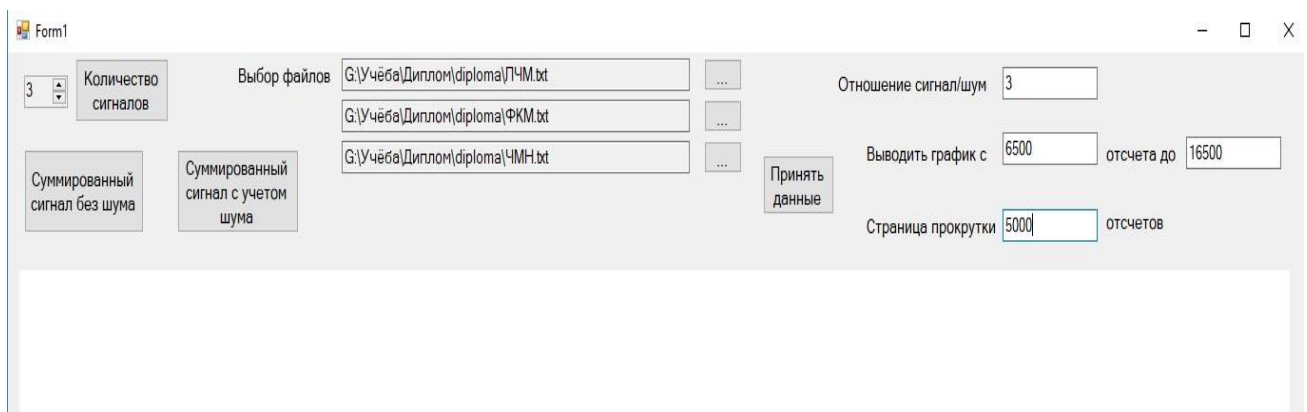 Form1
3
Количество
сигналов
Выбор файлов
G:\Учёба\Диплом\diploma\ПЧМ.txt
...
G:\Учёба\Диплом\diploma\ФКМ.txt
...
G:\Учёба\Диплом\diploma\ЧМН.txt
...
Отношение сигнал/шум
3
Суммированный
сигнал без шума
Суммированный
сигнал с учетом
шума
Принять
данные
Выводить график с
6500
отсчета до
16500
Страница прокрутки
5000
отсчетов